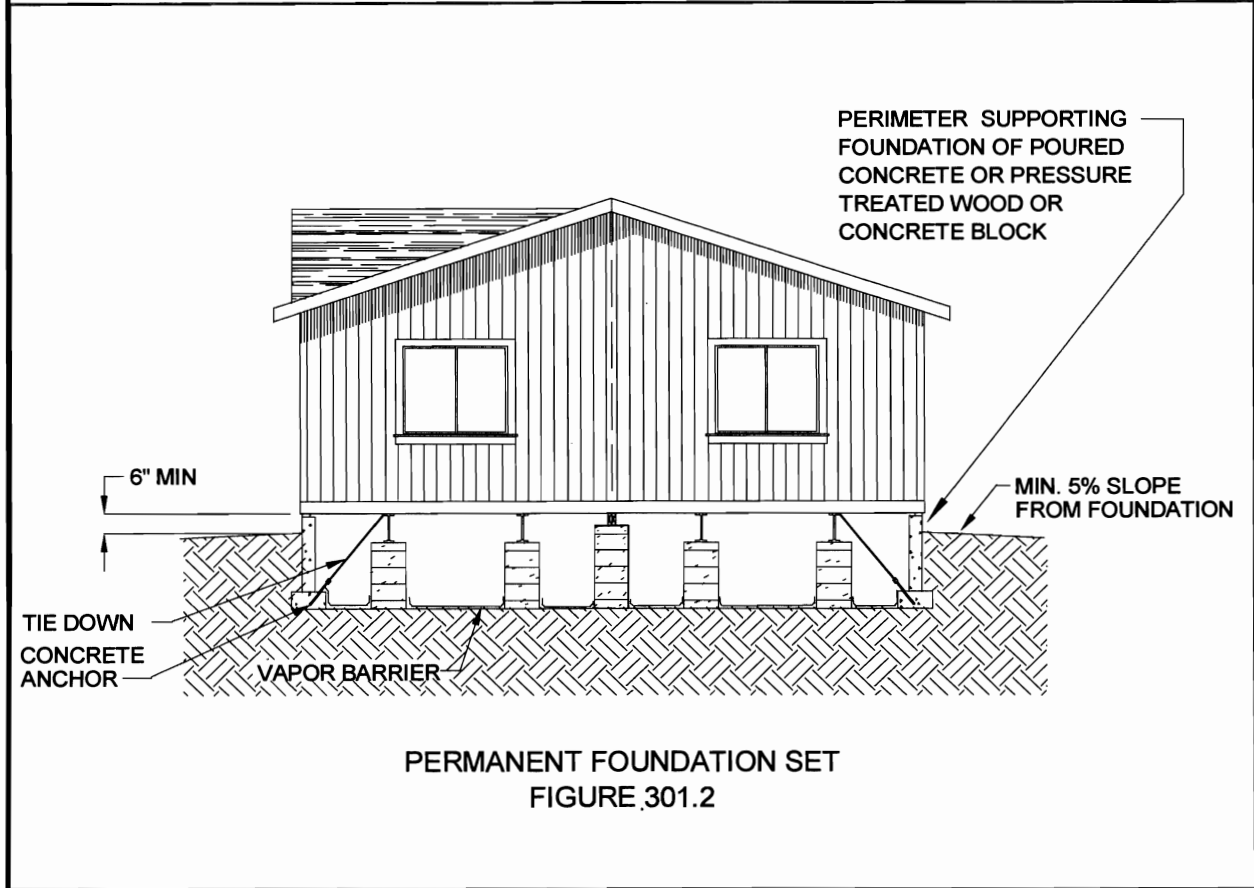 PERIMETER SUPPORTING
FOUNDATION OF POURED
CONCRETE OR PRESSURE
TREATED WOOD OR
CONCRETE BLOCK
6" MIN
MIN. 5% SLOPE
FROM FOUNDATION
TIE DOWN
CONCRETE
ANCHOR
VAPOR BARRIER
PERMANENT FOUNDATION SET
FIGURE 301.2